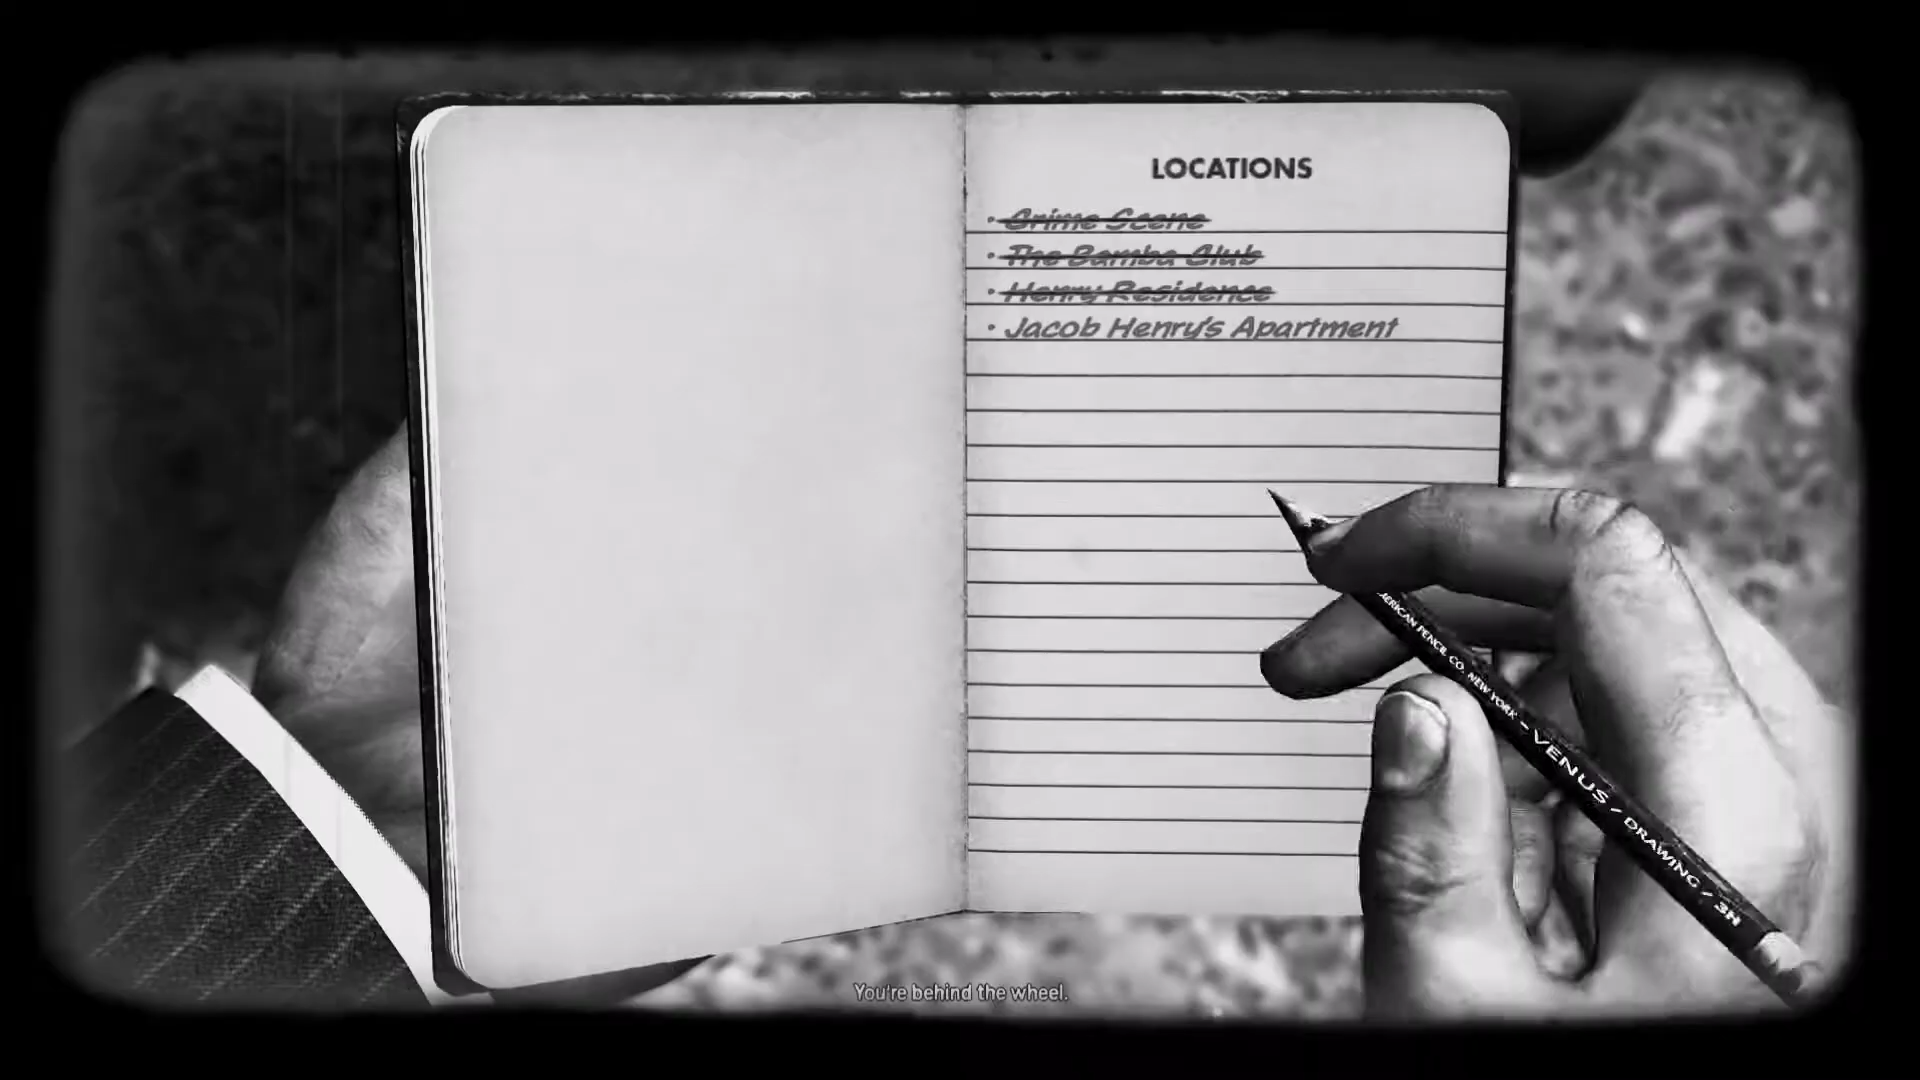 LOCATIONS
• Crime Scene
• The Bamba Club
• Henry Residence
• Jacob Henry's Apartment
AMERICAN PENCIL CO. NEW YORK - VENUS / DRAWING / 3H
You're behind the wheel.